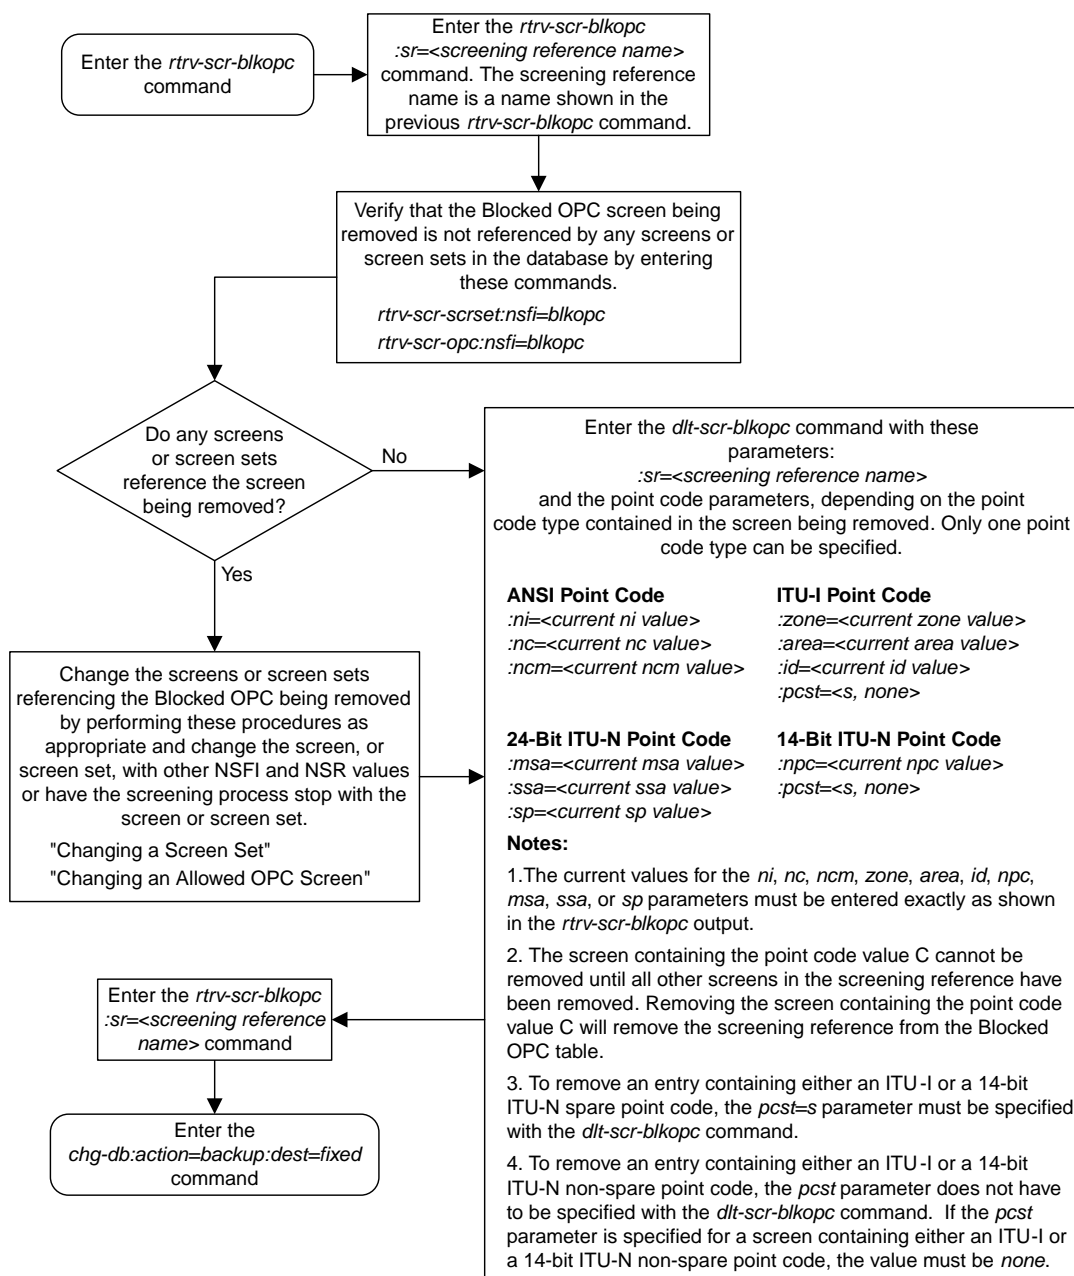 Enter the rtrv-scr-blkopc
command
Enter the rtrv-scr-blkopc
:sr=<screening reference name>
command. The screening reference
name is a name shown in the
previous rtrv-scr-blkopc command.
Verify that the Blocked OPC screen being
removed is not referenced by any screens or
screen sets in the database by entering
these commands.
rtrv-scr-scrset:nsfi=blkopc
rtrv-scr-opc:nsfi=blkopc
Do any screens
or screen sets
reference the screen
being removed?
No
Yes
Change the screens or screen sets
referencing the Blocked OPC being removed
by performing these procedures as
appropriate and change the screen, or
screen set, with other NSFI and NSR values
or have the screening process stop with the
screen or screen set.
"Changing a Screen Set"
"Changing an Allowed OPC Screen"
Enter the dlt-scr-blkopc command with these
parameters:
:sr=<screening reference name>
and the point code parameters, depending on the point
code type contained in the screen being removed. Only one point
code type can be specified.
ANSI Point Code
:ni=<current ni value>
:nc=<current nc value>
:ncm=<current ncm value>
ITU-I Point Code
:zone=<current zone value>
:area=<current area value>
:id=<current id value>
:pcst=<s, none>
24-Bit ITU-N Point Code
:msa=<current msa value>
:ssa=<current ssa value>
:sp=<current sp value>
14-Bit ITU-N Point Code
:npc=<current npc value>
:pcst=<s, none>
Notes:
1.The current values for the ni, nc, ncm, zone, area, id, npc,
msa, ssa, or sp parameters must be entered exactly as shown
in the rtrv-scr-blkopc output.
2. The screen containing the point code value C cannot be
removed until all other screens in the screening reference have
been removed. Removing the screen containing the point code
value C will remove the screening reference from the Blocked
OPC table.
3. To remove an entry containing either an ITU-I or a 14-bit
ITU-N spare point code, the pcst=s parameter must be specified
with the dlt-scr-blkopc command.
4. To remove an entry containing either an ITU-I or a 14-bit
ITU-N non-spare point code, the pcst parameter does not have
to be specified with the dlt-scr-blkopc command.  If the pcst
parameter is specified for a screen containing either an ITU-I or
a 14-bit ITU-N non-spare point code, the value must be none.
Enter the rtrv-scr-blkopc
:sr=<screening reference
name> command
Enter the
chg-db:action=backup:dest=fixed
command